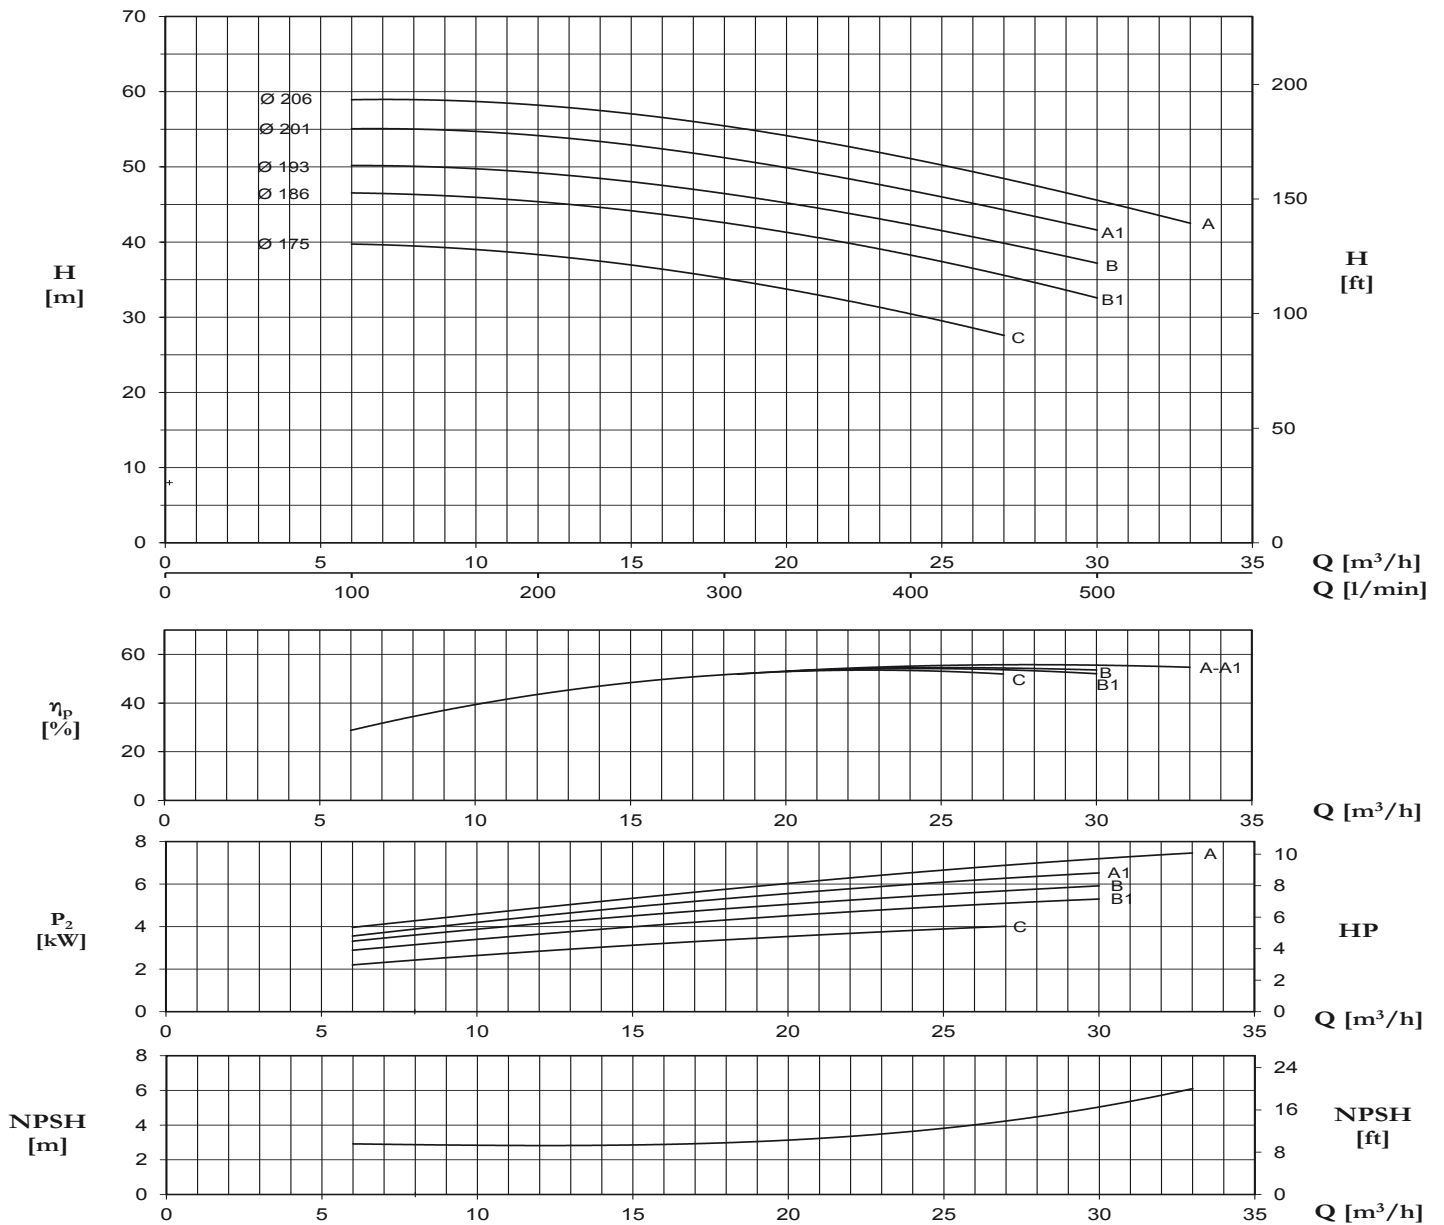 70
60
50
40
30
20
10
0
H
[m]
Ø 206
Ø 201
Ø 193
Ø 186
Ø 175
A
A1
B
B1
C
200
150
100
50
0
H
[ft]
0 5 10 15 20 25 30 35 Q [m³/h]
0 100 200 300 400 500 Q [l/min]
60
40
20
0
ηp
[%]
A-A1
B
B1
C
0 5 10 15 20 25 30 35 Q [m³/h]
8
6
4
2
0
P₂
[kW]
A
A1
B
B1
C
10
8
6
4
2
0
HP
0 5 10 15 20 25 30 35 Q [m³/h]
8
6
4
2
0
NPSH
[m]
24
16
8
0
NPSH
[ft]
0 5 10 15 20 25 30 35 Q [m³/h]